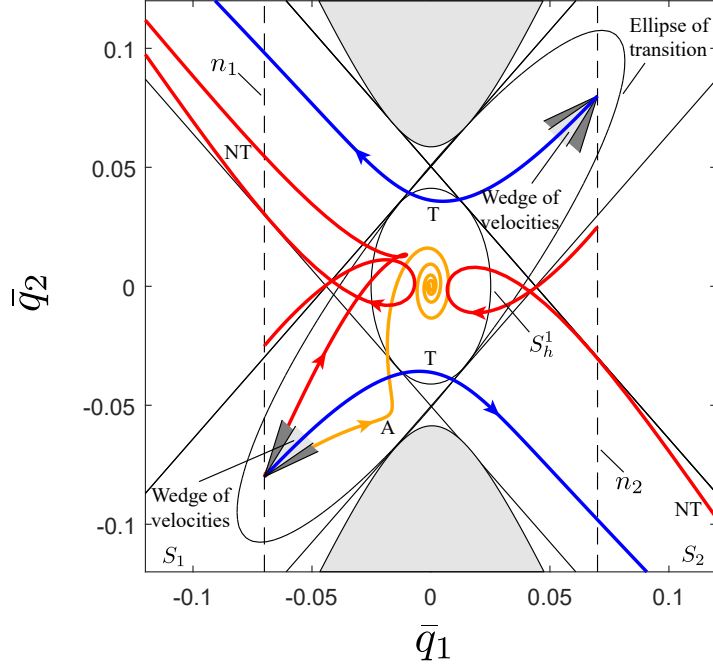 0.1
Ellipse of
transition
n₁
NT
0.05
Wedge of
velocities
T
q̄₂
0
S_h^1
T
-0.05
A
Wedge of
velocities
n₂
-0.1
NT
S₁
S₂
-0.1
-0.05
0
0.05
0.1
q̄₁